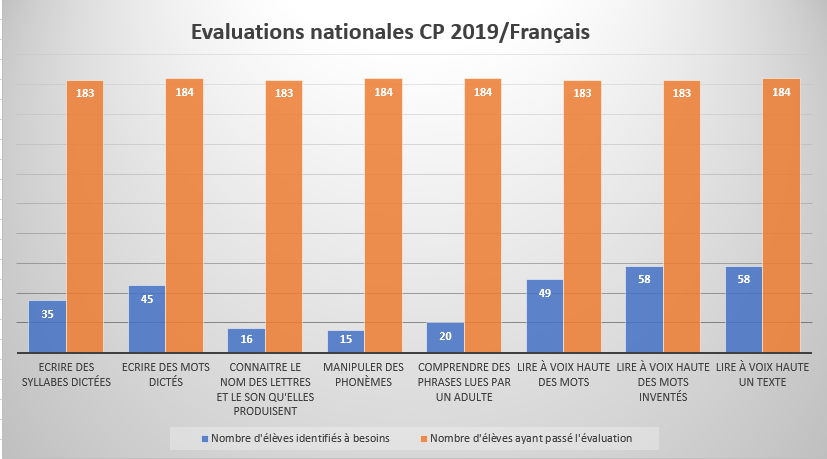 Evaluations nationales CP 2019/Français
183
184
183
184
184
183
183
184
35
45
16
15
20
49
58
58
ECRIRE DES
SYLLABES DICTÉES
ECRIRE DES MOTS
DICTÉS
CONNAITRE LE
NOM DES LETTRES
ET LE SON QU'ELLES
PRODUISENT
MANIPULER DES
PHONÈMES
COMPRENDRE DES
PHRASES LUES PAR
UN ADULTE
LIRE À VOIX HAUTE
DES MOTS
LIRE À VOIX HAUTE
DES MOTS
INVENTÉS
LIRE À VOIX HAUTE
UN TEXTE
Nombre d'élèves identifiés à besoins
Nombre d'élèves ayant passé l'évaluation